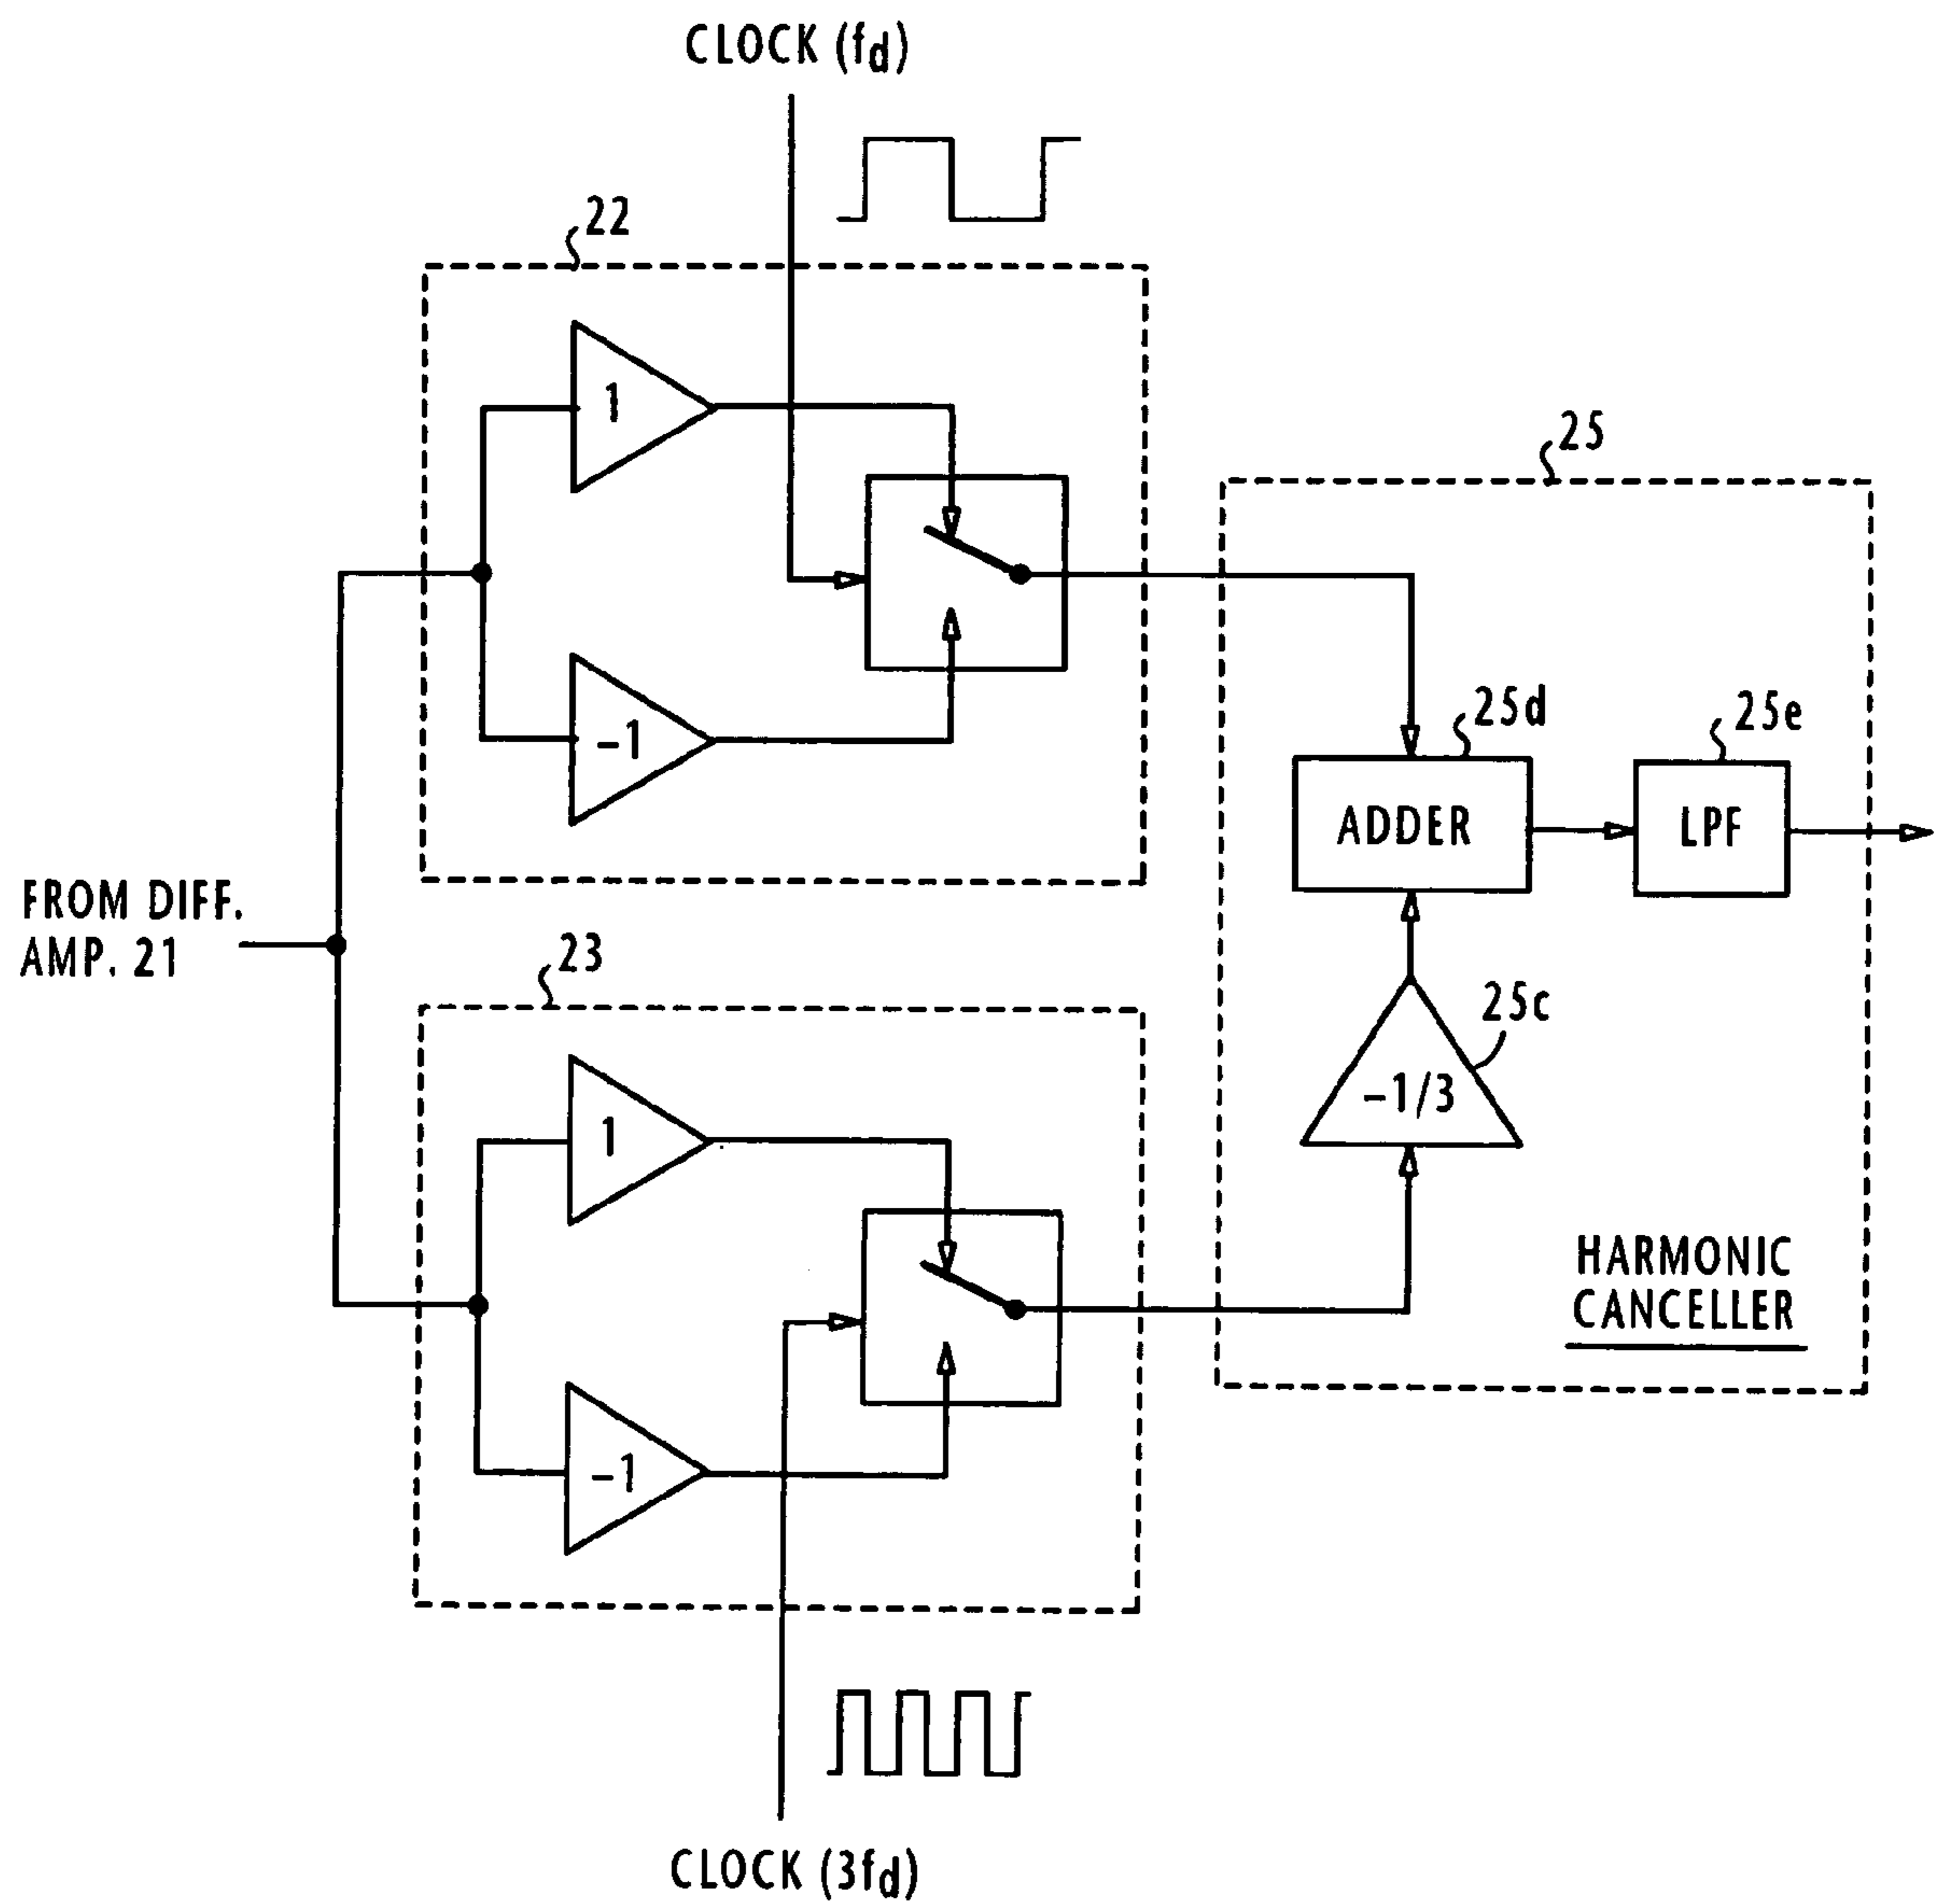 CLOCK (fd)
22
1
-1
25
25d
25e
ADDER
LPF
FROM DIFF.
AMP. 21
23
25c
1
-1/3
-1
HARMONIC
CANCELLER
CLOCK (3fd)